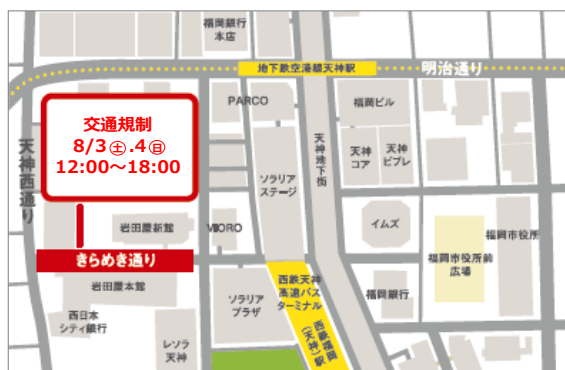 福岡銀行
本店
地下鉄空港線天神駅
明治通り
交通規制
8/3㊏.4㊐
12:00〜18:00
天神西通り
PARCO
ソラリア
ステージ
天神地下街
福岡ビル
天神
コア
天神
ビブレ
岩田屋新館
VIORO
イムズ
福岡市役所前
広場
福岡市役所
きらめき通り
岩田屋本館
西日本
シティ銀行
レソラ
天神
ソラリア
プラザ
西鉄天神
高速バス
ターミナル
西鉄福岡
(天神)駅
福岡銀行